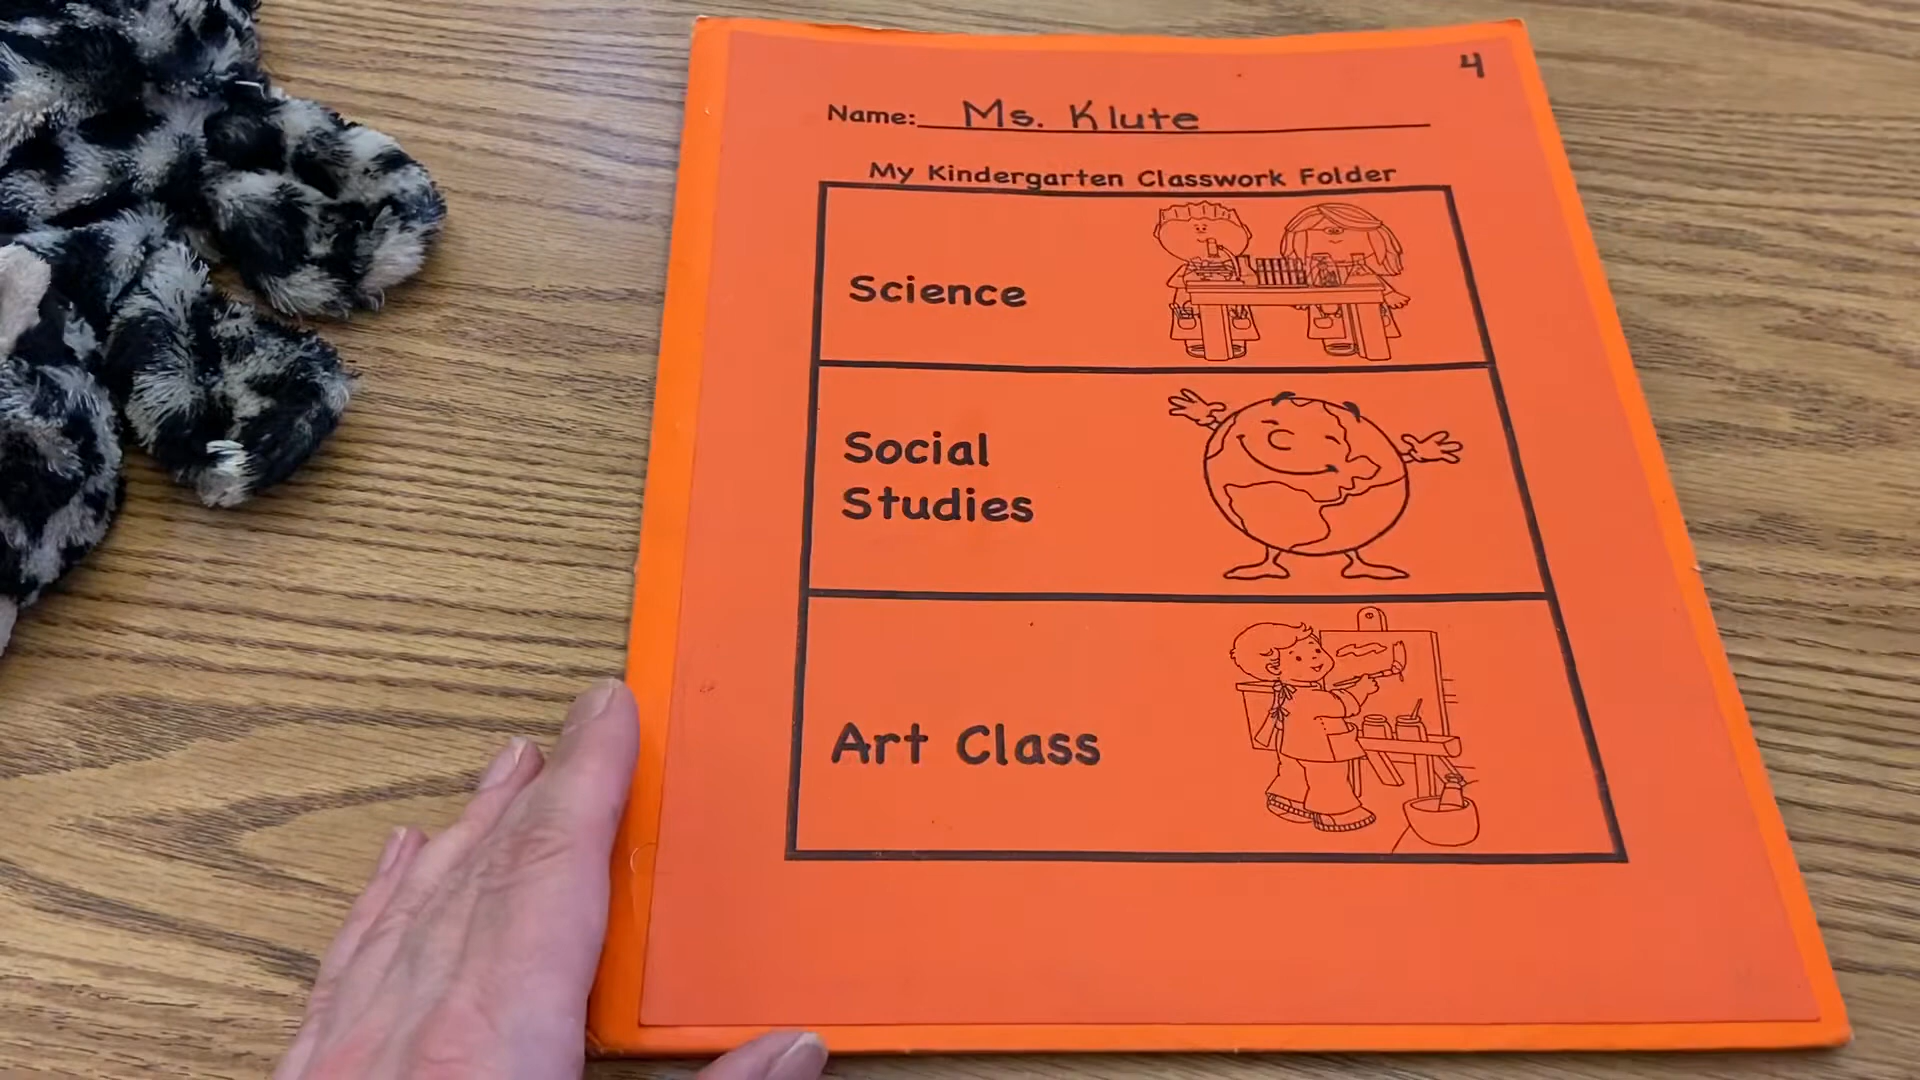 4
Name: Ms. Klute
My Kindergarten Classwork Folder
Science
Social
Studies
Art Class